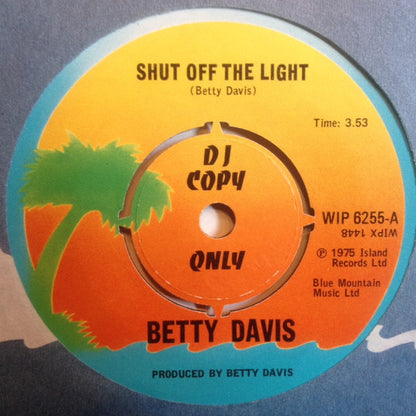 SHUT OFF THE LIGHT
(Betty Davis)
Time: 3.53
DJ
COPY
ONLY
WIP 6255-A
WIPX 1448
℗ 1975 Island
Records Ltd
Blue Mountain
Music Ltd
BETTY DAVIS
PRODUCED BY BETTY DAVIS